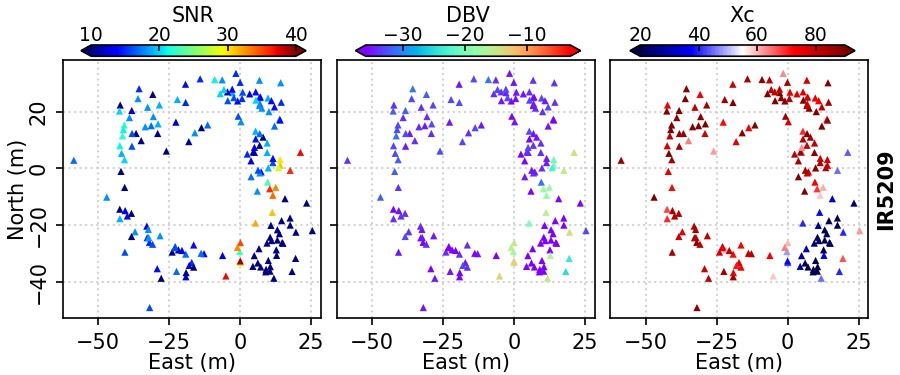 SNR DBV Xc
10 20 30 40 −30 −20 −10 20 40 60 80
North (m)
20
0
−20
−40
IR5209
−50 −25 0 25 −50 −25 0 25 −50 −25 0 25
East (m) East (m) East (m)